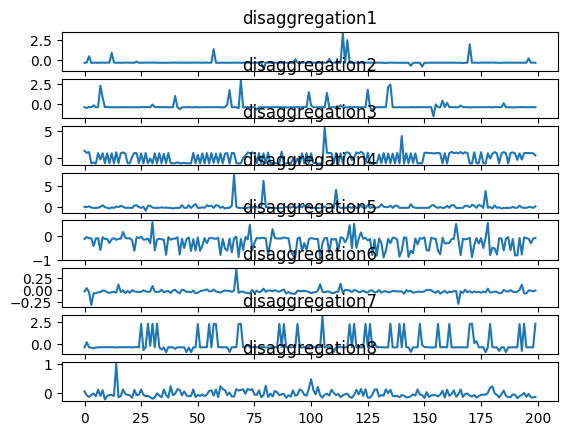 disaggregation1
2.5
0.0
disaggregation2
2.5
0.0
disaggregation3
5
0
disaggregation4
5
0
disaggregation5
0
−1
disaggregation6
0.25
0.00
−0.25
disaggregation7
2.5
0.0
disaggregation8
1
0
0 25 50 75 100 125 150 175 200